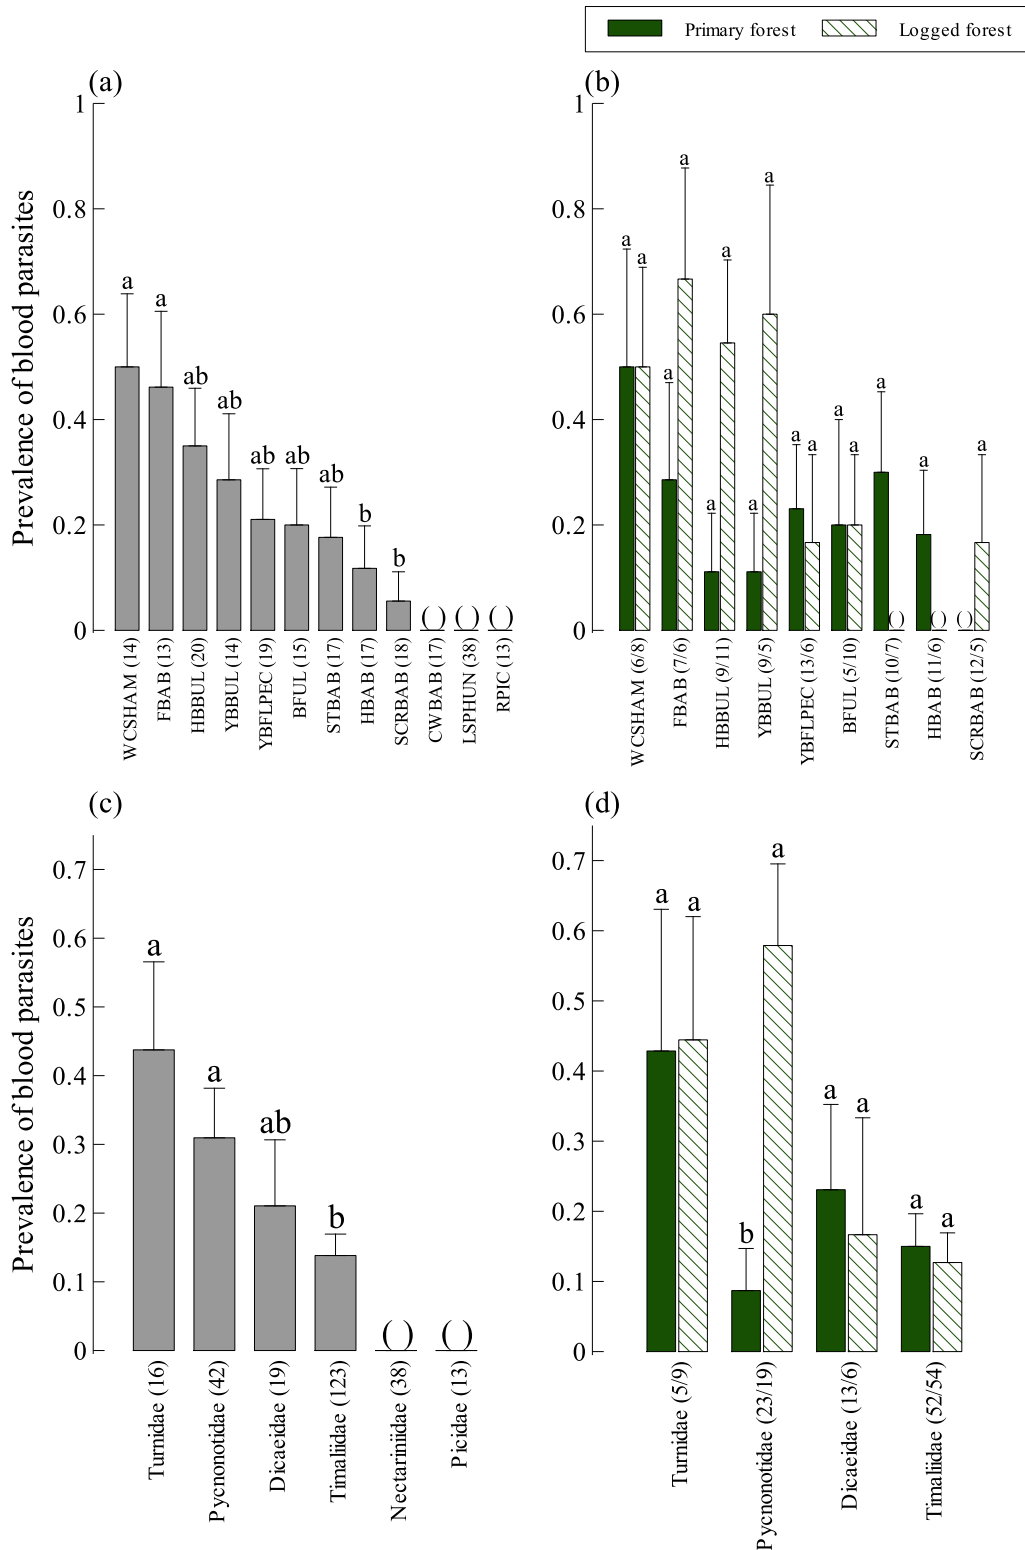 Primary forest
Logged forest
(a)
(b)
1
0.8
0.6
0.4
0.2
0
Prevalence of blood parasites
a
a
ab
ab
ab
ab
ab
b
b
( )
( )
( )
WCSHAM (14)
FBAB (13)
HBBUL (20)
YBBUL (14)
YBFLPEC (19)
BFUL (15)
STBAB (17)
HBAB (17)
SCRBAB (18)
CWBAB (17)
LSPHUN (38)
RPIC (13)
1
0.8
0.6
0.4
0.2
0
a
a
a
a
a
a
a
a
a
a
a
a
a
( )
a
( )
( )
a
WCSHAM (6/8)
FBAB (7/6)
HBBUL (9/11)
YBBUL (9/5)
YBFLPEC (13/6)
BFUL (5/10)
STBAB (10/7)
HBAB (11/6)
SCRBAB (12/5)
(c)
(d)
0.7
0.6
0.5
0.4
0.3
0.2
0.1
0
Prevalence of blood parasites
a
a
ab
b
( )
( )
Turnidae (16)
Pycnonotidae (42)
Dicaeidae (19)
Timaliidae (123)
Nectariniidae (38)
Picidae (13)
0.7
0.6
0.5
0.4
0.3
0.2
0.1
0
a
a
b
a
a
a
a
a
Turnidae (5/9)
Pycnonotidae (23/19)
Dicaeidae (13/6)
Timaliidae (52/54)